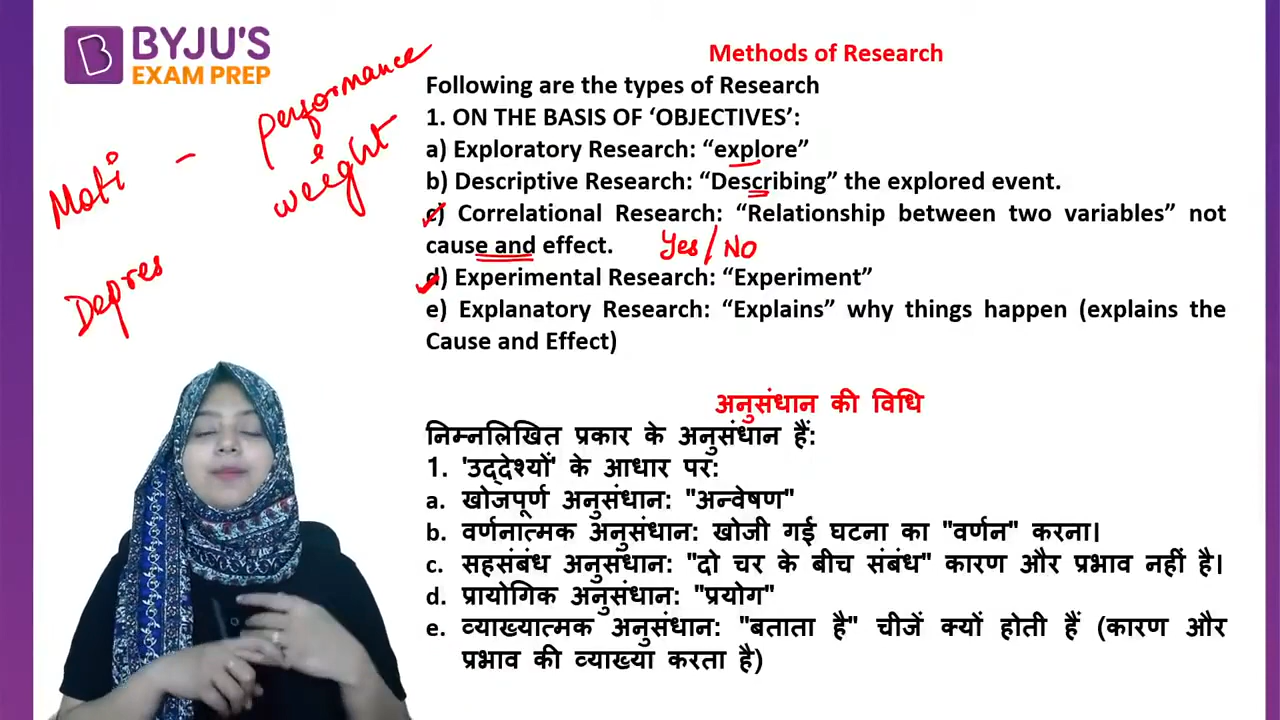 BYJU'S
EXAM PREP
Methods of Research
Following are the types of Research
1. ON THE BASIS OF ‘OBJECTIVES’:
a) Exploratory Research: “explore”
b) Descriptive Research: “Describing” the explored event.
c) Correlational Research: “Relationship between two variables” not
cause and effect. Yes/No
d) Experimental Research: “Experiment”
e) Explanatory Research: “Explains” why things happen (explains the
Cause and Effect)
Moti - performance
weight
Depres
अनुसंधान की विधि
निम्नलिखित प्रकार के अनुसंधान हैं:
1. 'उद्देश्यों' के आधार पर:
a. खोजपूर्ण अनुसंधान: "अन्वेषण"
b. वर्णनात्मक अनुसंधान: खोजी गई घटना का "वर्णन" करना।
c. सहसंबंध अनुसंधान: "दो चर के बीच संबंध" कारण और प्रभाव नहीं है।
d. प्रायोगिक अनुसंधान: "प्रयोग"
e. व्याख्यात्मक अनुसंधान: "बताता है" चीजें क्यों होती हैं (कारण और
प्रभाव की व्याख्या करता है)